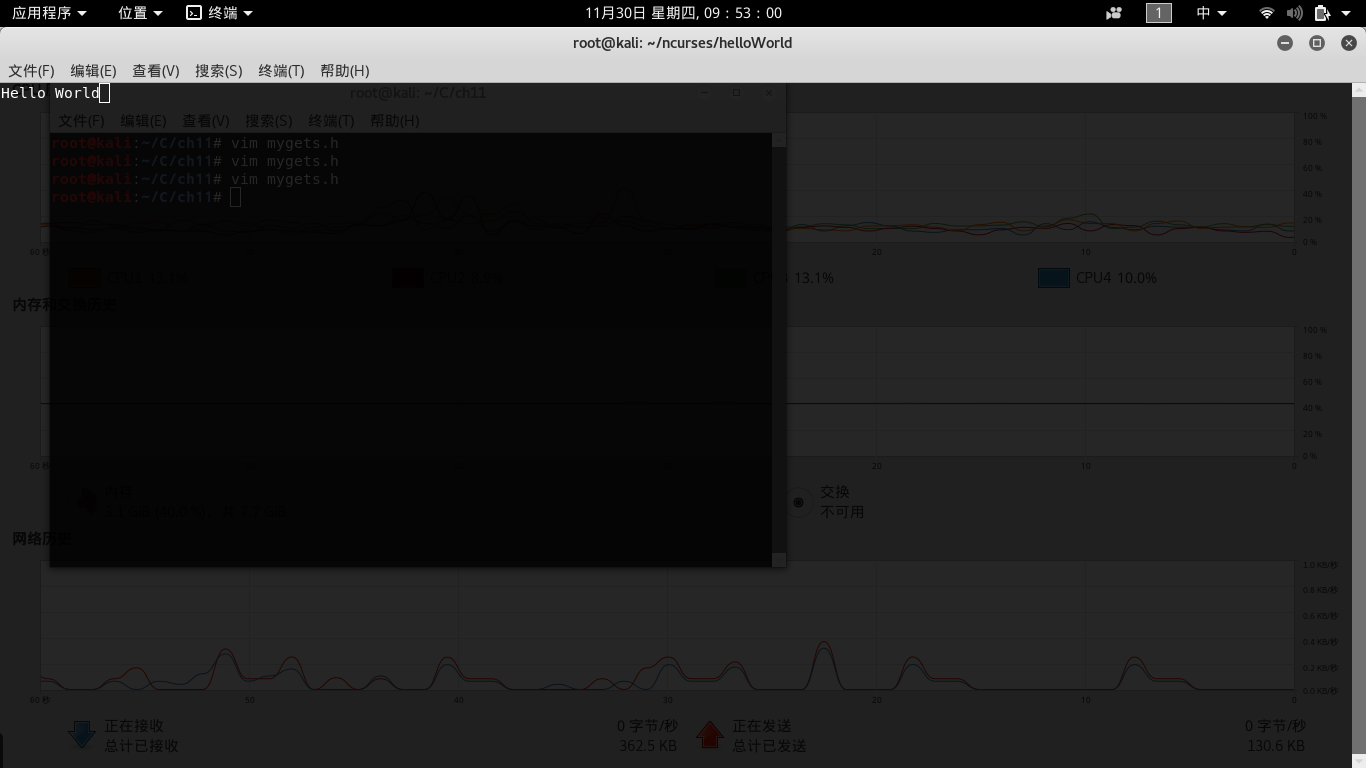 应用程序 位置 终端 11月30日 星期四, 09：53：00 1 中
root@kali: ~/ncurses/helloWorld
文件(F) 编辑(E) 查看(V) 搜索(S) 终端(T) 帮助(H)
Hello World
root@kali: ~/C/ch11
文件(F) 编辑(E) 查看(V) 搜索(S) 终端(T) 帮助(H)
root@kali:~/C/ch11# vim mygets.h
root@kali:~/C/ch11# vim mygets.h
root@kali:~/C/ch11# vim mygets.h
root@kali:~/C/ch11#
100 %
80 %
60 %
40 %
20 %
0 %
60 秒 20 10 0
13.1% CPU4 10.0%
内存和交换历史
100 %
80 %
60 %
40 %
20 %
0 %
60 秒 20 10 0
交换
不可用
网络历史
1.0 KB/秒
0.8 KB/秒
0.6 KB/秒
0.4 KB/秒
0.2 KB/秒
0.0 KB/秒
60 秒 50 40 30 20 10 0
正在接收 0 字节/秒 正在发送 0 字节/秒
总计已接收 362.5 KB 总计已发送 130.6 KB